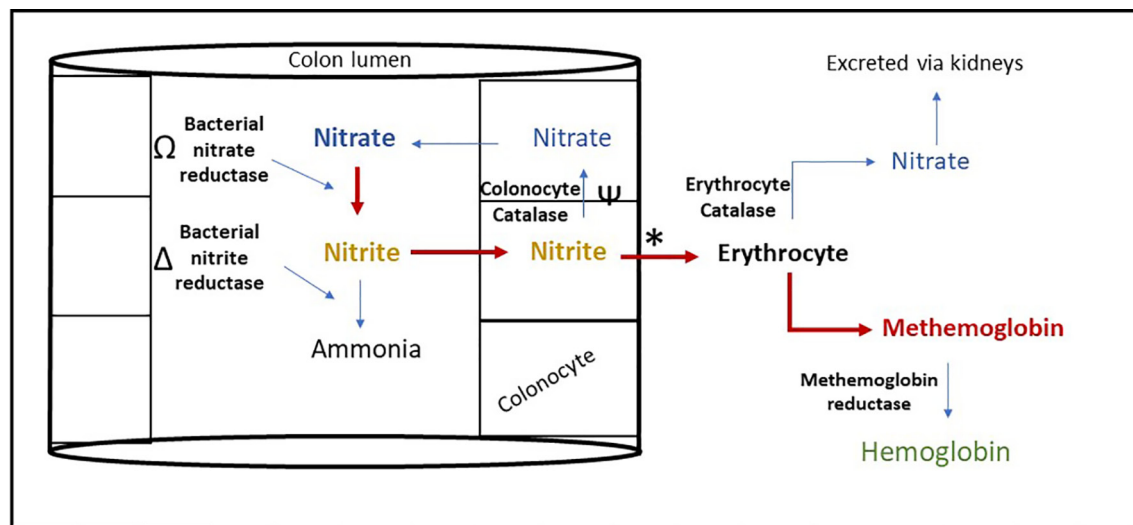 Colon lumen
Excreted via kidneys
Ω
Bacterial
nitrate
reductase
Nitrate
Nitrate
Nitrate
Colonocyte
Catalase
Ψ
Erythrocyte
Catalase
Δ
Bacterial
nitrite
reductase
Nitrite
Nitrite
*
Erythrocyte
Ammonia
Methemoglobin
Colonocyte
Methemoglobin
reductase
Hemoglobin